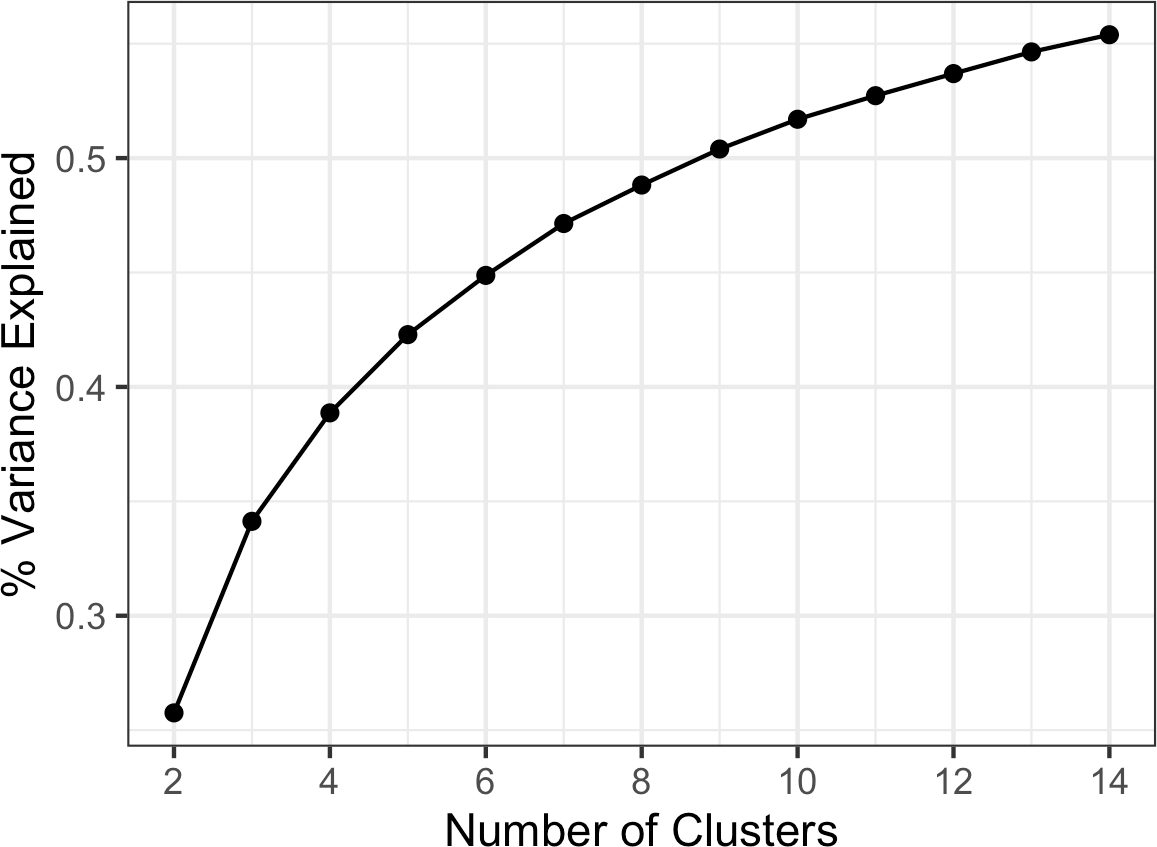 % Variance Explained
0.5
0.4
0.3
2 4 6 8 10 12 14
Number of Clusters